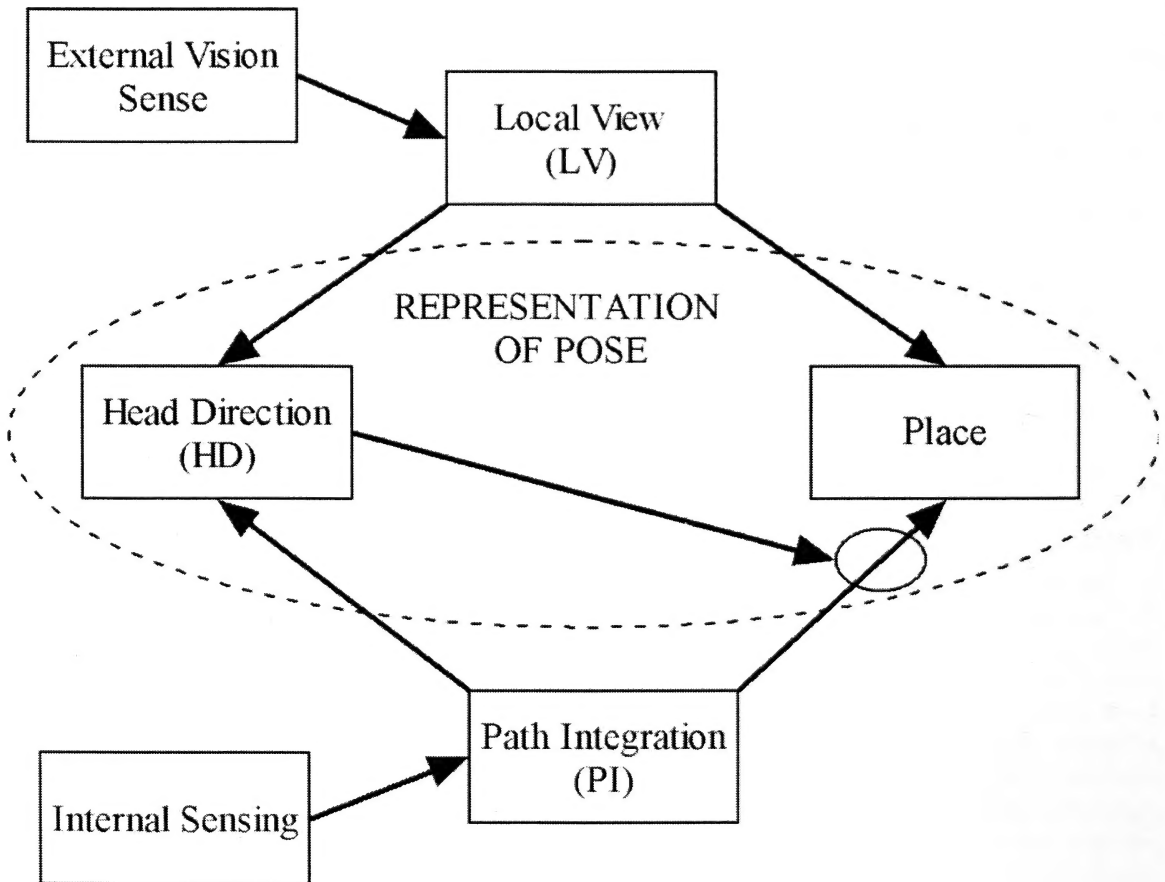 External Vision
Sense
Local View
(LV)
REPRESENTATION
OF POSE
Head Direction
(HD)
Place
Path Integration
(PI)
Internal Sensing